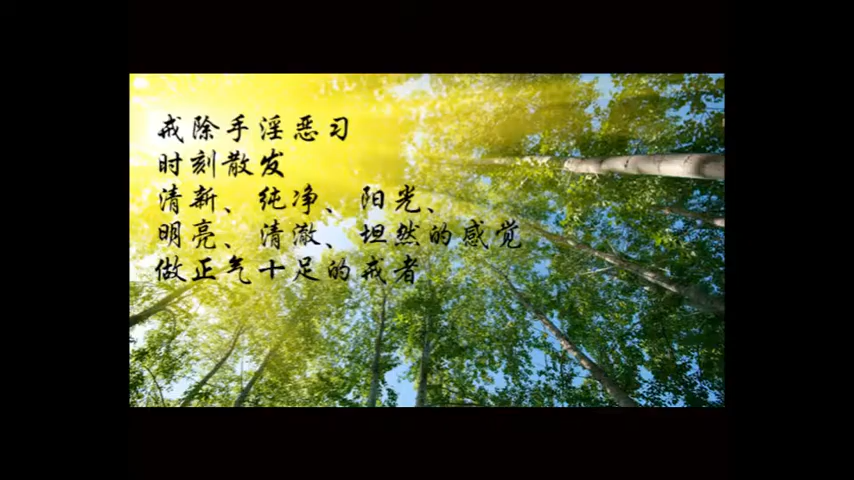 戒除手淫恶习
时刻散发
清新、纯净、阳光、
明亮、清澈、坦然的感觉
做正气十足的戒者